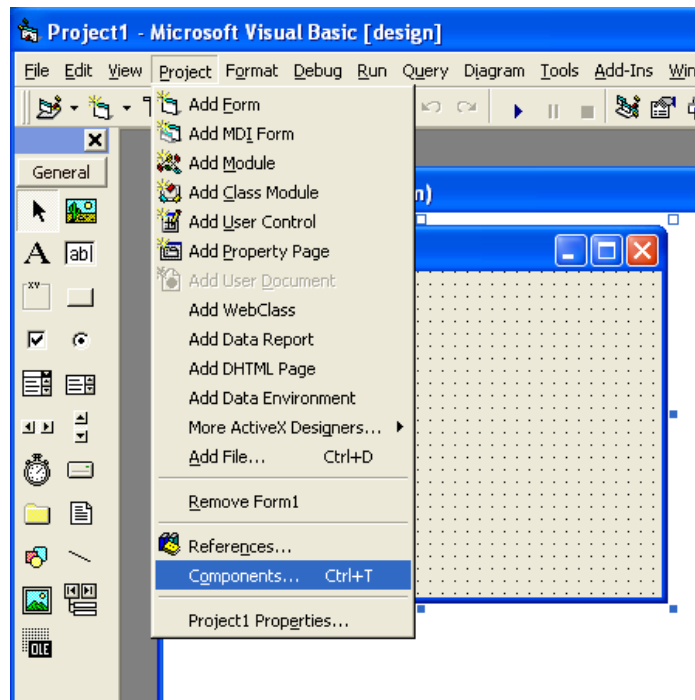 Project1 - Microsoft Visual Basic [design]
File Edit View Project Format Debug Run Query Diagram Tools Add-Ins Win
General
A
ab
XY
OLE
Add Form
Add MDI Form
Add Module
Add Class Module
Add User Control
Add Property Page
Add User Document
Add WebClass
Add Data Report
Add DHTML Page
Add Data Environment
More ActiveX Designers...
Add File... Ctrl+D
Remove Form1
References...
Components... Ctrl+T
Project1 Properties...